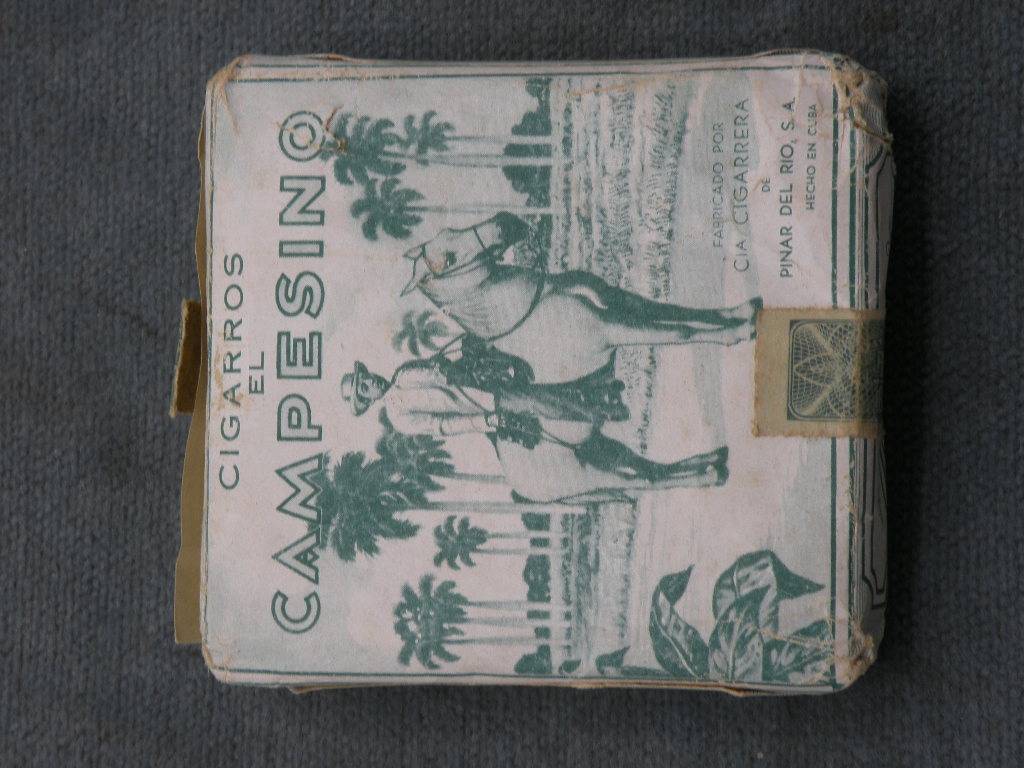 CIGARROS
EL
CAMPESINO
FABRICADO POR
CIA. CIGARRERA
DE
PINAR DEL RIO, S.A.
HECHO EN CUBA